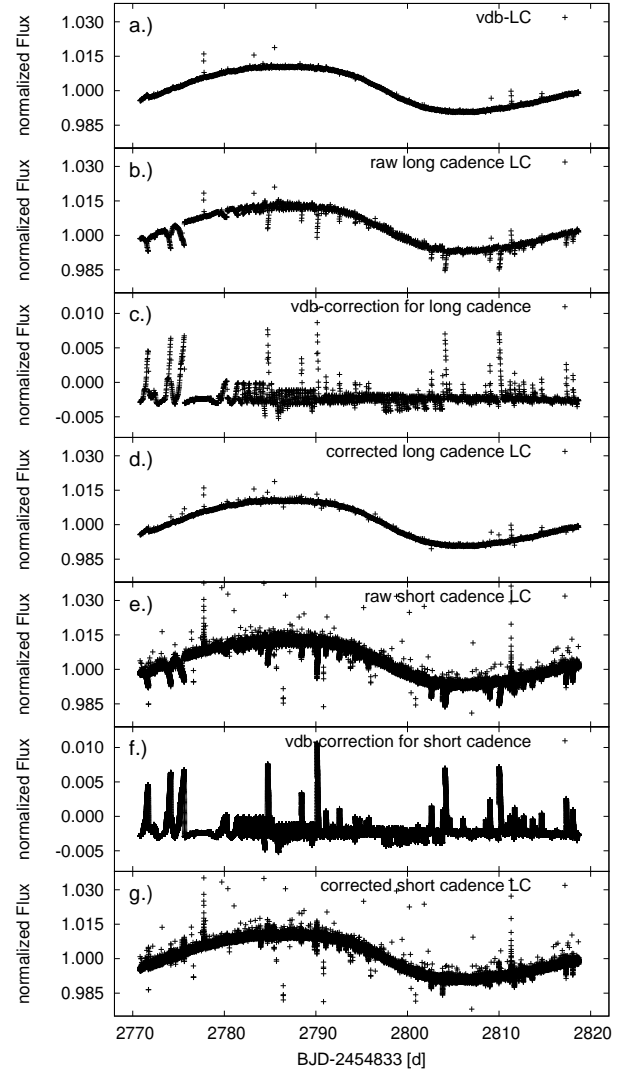 a.) vdb-LC
1.030
1.015
1.000
0.985
normalized Flux
b.) raw long cadence LC
1.030
1.015
1.000
0.985
normalized Flux
c.) vdb-correction for long cadence
0.010
0.005
0.000
-0.005
normalized Flux
d.) corrected long cadence LC
1.030
1.015
1.000
0.985
normalized Flux
e.) raw short cadence LC
1.030
1.015
1.000
0.985
normalized Flux
f.) vdb-correction for short cadence
0.010
0.005
0.000
-0.005
normalized Flux
g.) corrected short cadence LC
1.030
1.015
1.000
0.985
normalized Flux
2770 2780 2790 2800 2810 2820
BJD-2454833 [d]